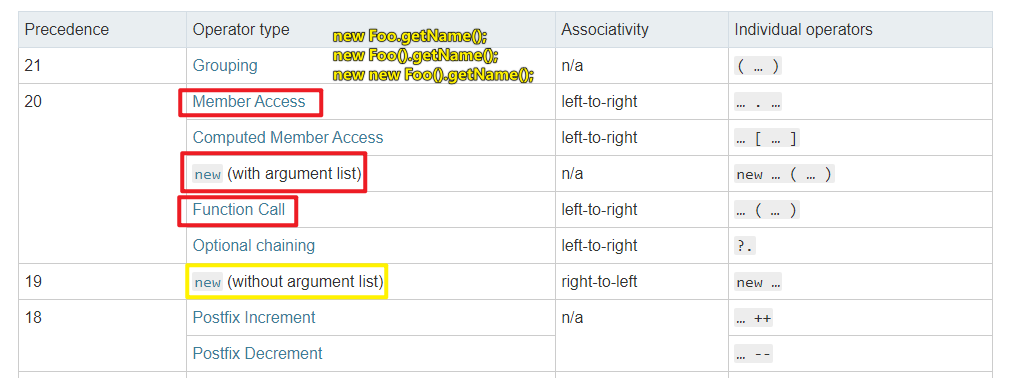 Precedence Operator type Associativity Individual operators
new Foo.getName();
new Foo().getName();
new new Foo().getName();
21 Grouping n/a ( … )
20 Member Access left-to-right … . …
Computed Member Access left-to-right … [ … ]
new (with argument list) n/a new … ( … )
Function Call left-to-right … ( … )
Optional chaining left-to-right ?.
19 new (without argument list) right-to-left new …
18 Postfix Increment n/a … ++
Postfix Decrement … --